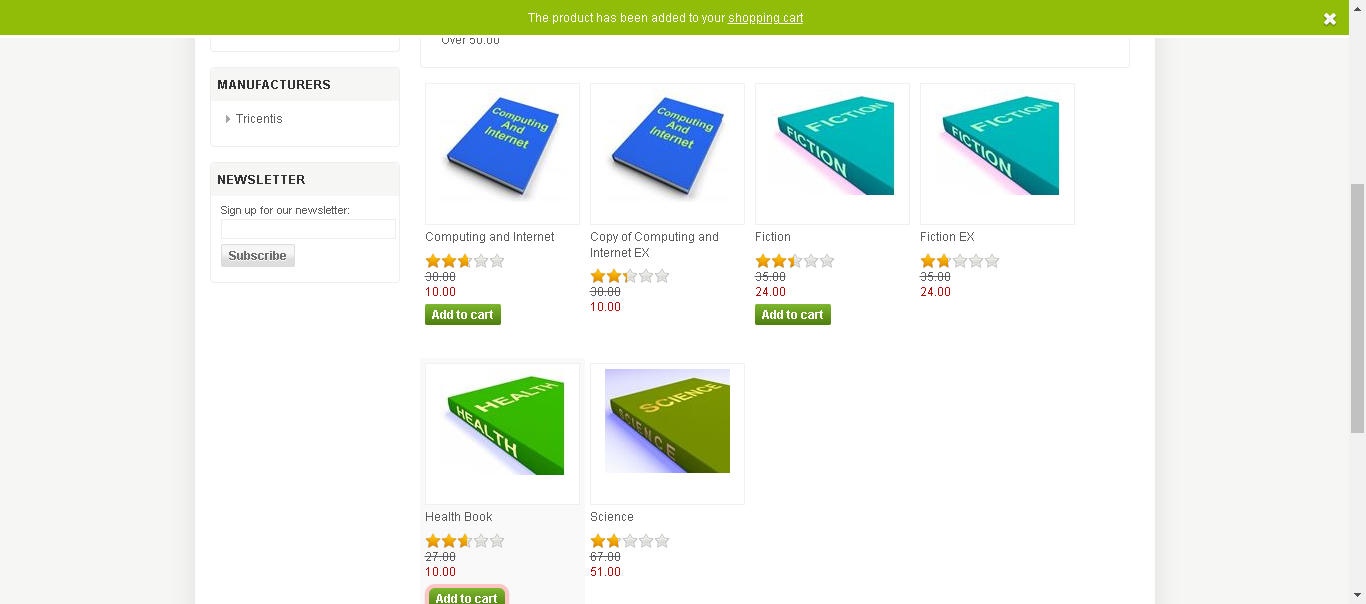 The product has been added to your shopping cart
Over 50.00
MANUFACTURERS
Tricentis
NEWSLETTER
Sign up for our newsletter:
Subscribe
Computing
And
Internet
Computing and Internet
30.00
10.00
Add to cart
Computing
And
Internet
Copy of Computing and
Internet EX
30.00
10.00
FICTION
FICTION
Fiction
35.00
24.00
Add to cart
FICTION
FICTION
Fiction EX
35.00
24.00
HEALTH
HEALTH
Health Book
27.00
10.00
Add to cart
SCIENCE
SCIENCE
Science
67.00
51.00